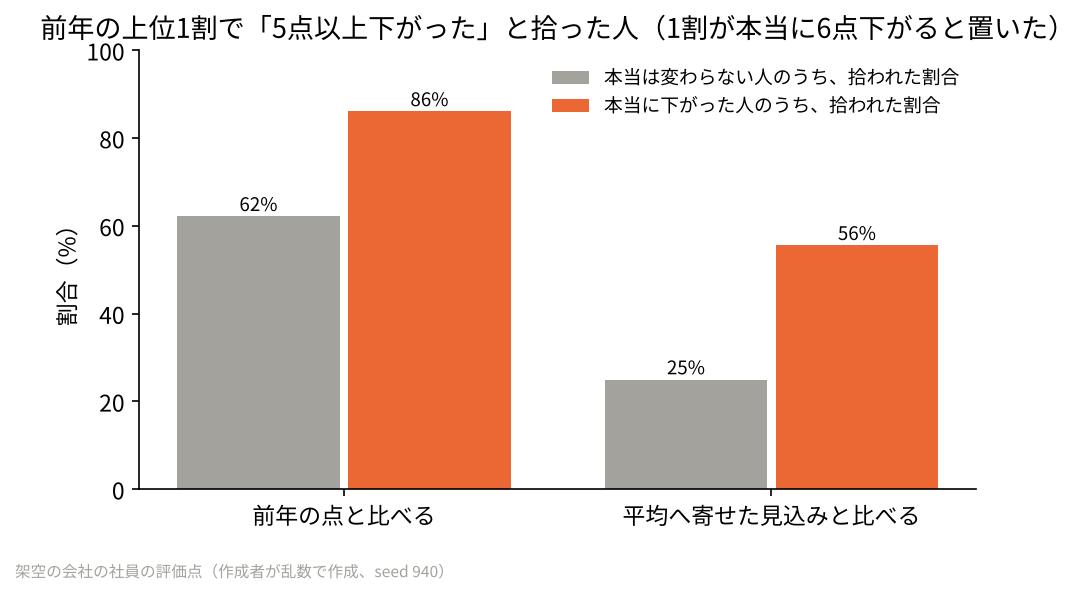 前年の上位1割で「5点以上下がった」と拾った人（1割が本当に6点下がると置いた）
本当は変わらない人のうち、拾われた割合
本当に下がった人のうち、拾われた割合
割合（%）
100
80
60
40
20
0
62%
86%
25%
56%
前年の点と比べる
平均へ寄せた見込みと比べる
架空の会社の社員の評価点（作成者が乱数で作成、seed 940）